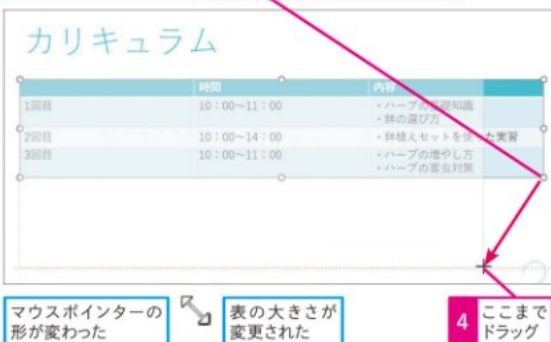 カリキュラム
時間 内容
1回目 10:00~11:00 ・ハーブの基礎知識
・鉢の選び方
2回目 10:00~14:00 ・鉢植えセットを使った実習
3回目 10:00~11:00 ・ハーブの増やし方
・ハーブの害虫対策
マウスポインターの
形が変わった
表の大きさが
変更された
4 ここまで
ドラッグ